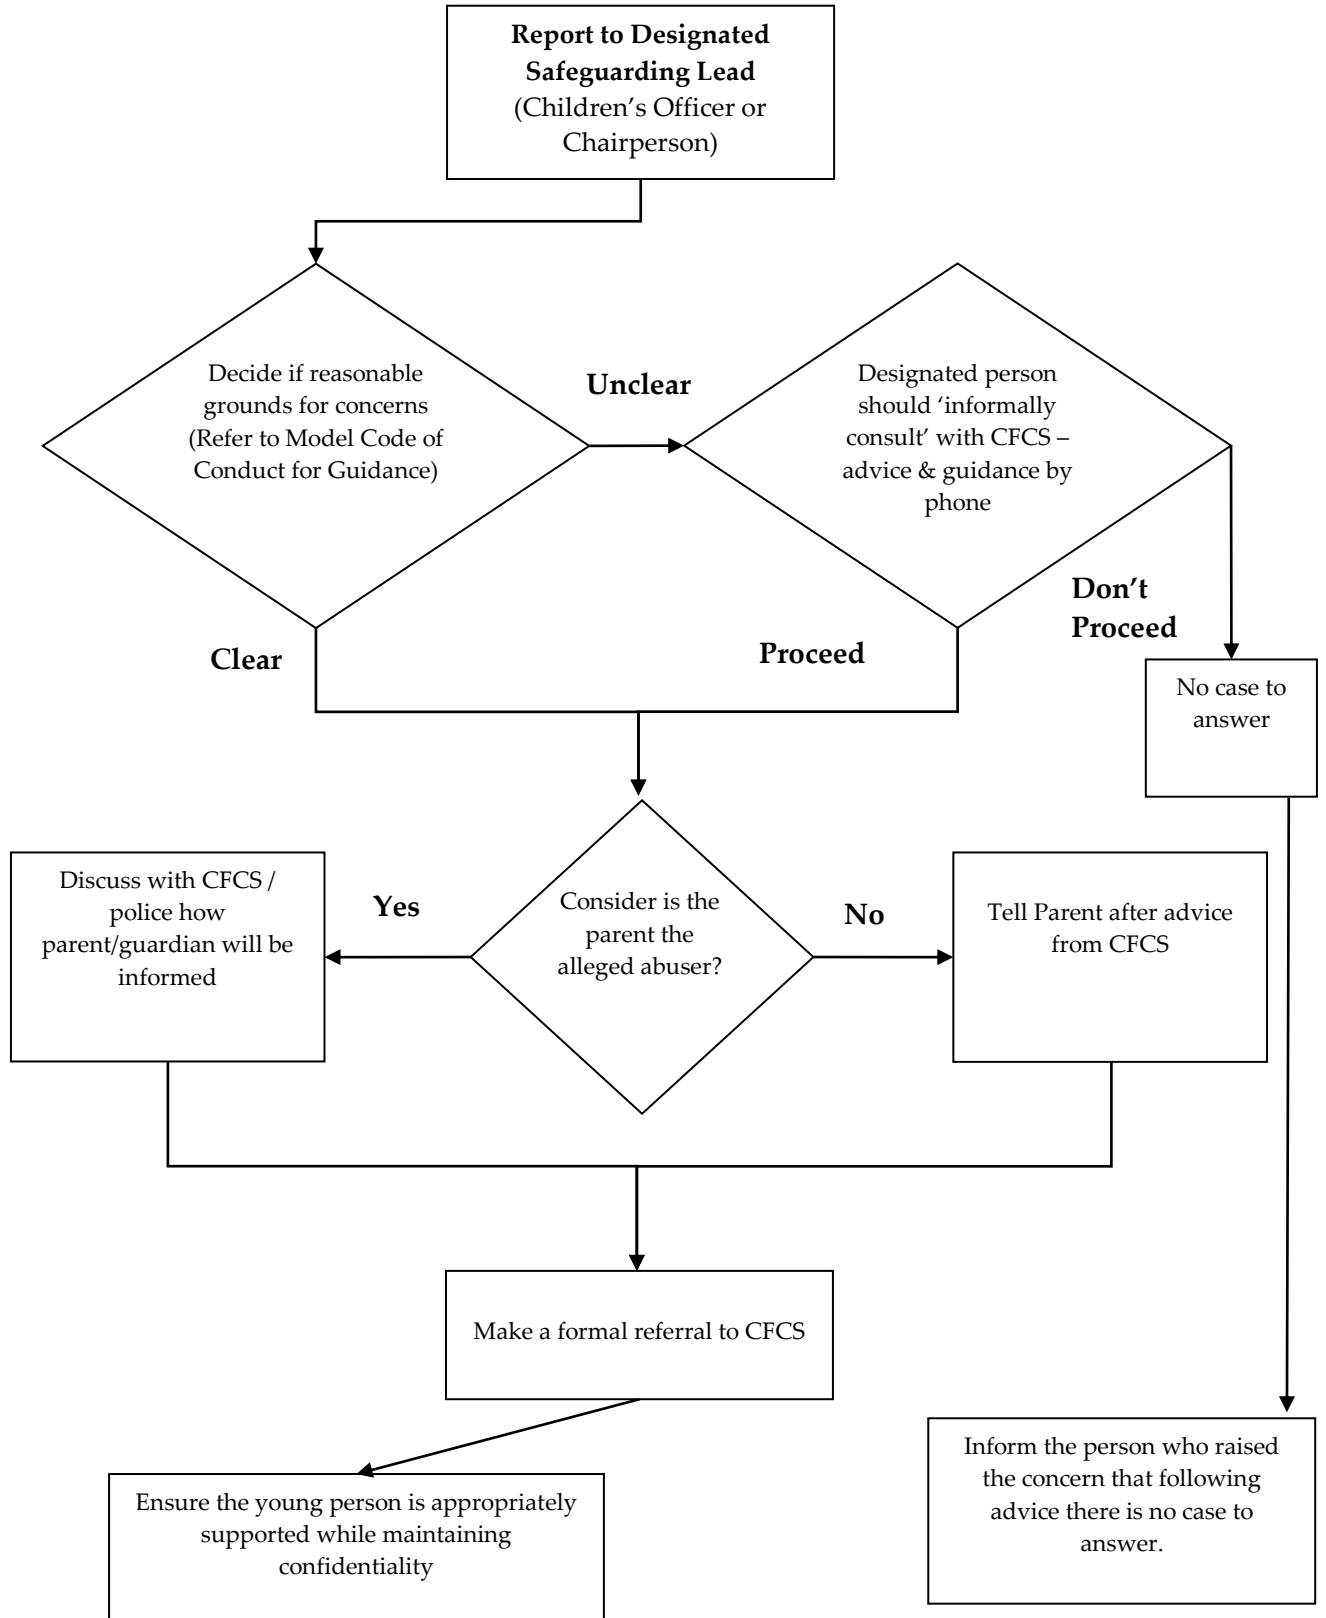 Report to Designated
Safeguarding Lead
(Children’s Officer or
Chairperson)
Decide if reasonable
grounds for concerns
(Refer to Model Code of
Conduct for Guidance)
Unclear
Designated person
should ‘informally
consult’ with CFCS –
advice & guidance by
phone
Clear
Proceed
Don’t
Proceed
No case to
answer
Discuss with CFCS /
police how
parent/guardian will be
informed
Yes
Consider is the
parent the
alleged abuser?
No
Tell Parent after advice
from CFCS
Make a formal referral to CFCS
Ensure the young person is appropriately
supported while maintaining
confidentiality
Inform the person who raised
the concern that following
advice there is no case to
answer.